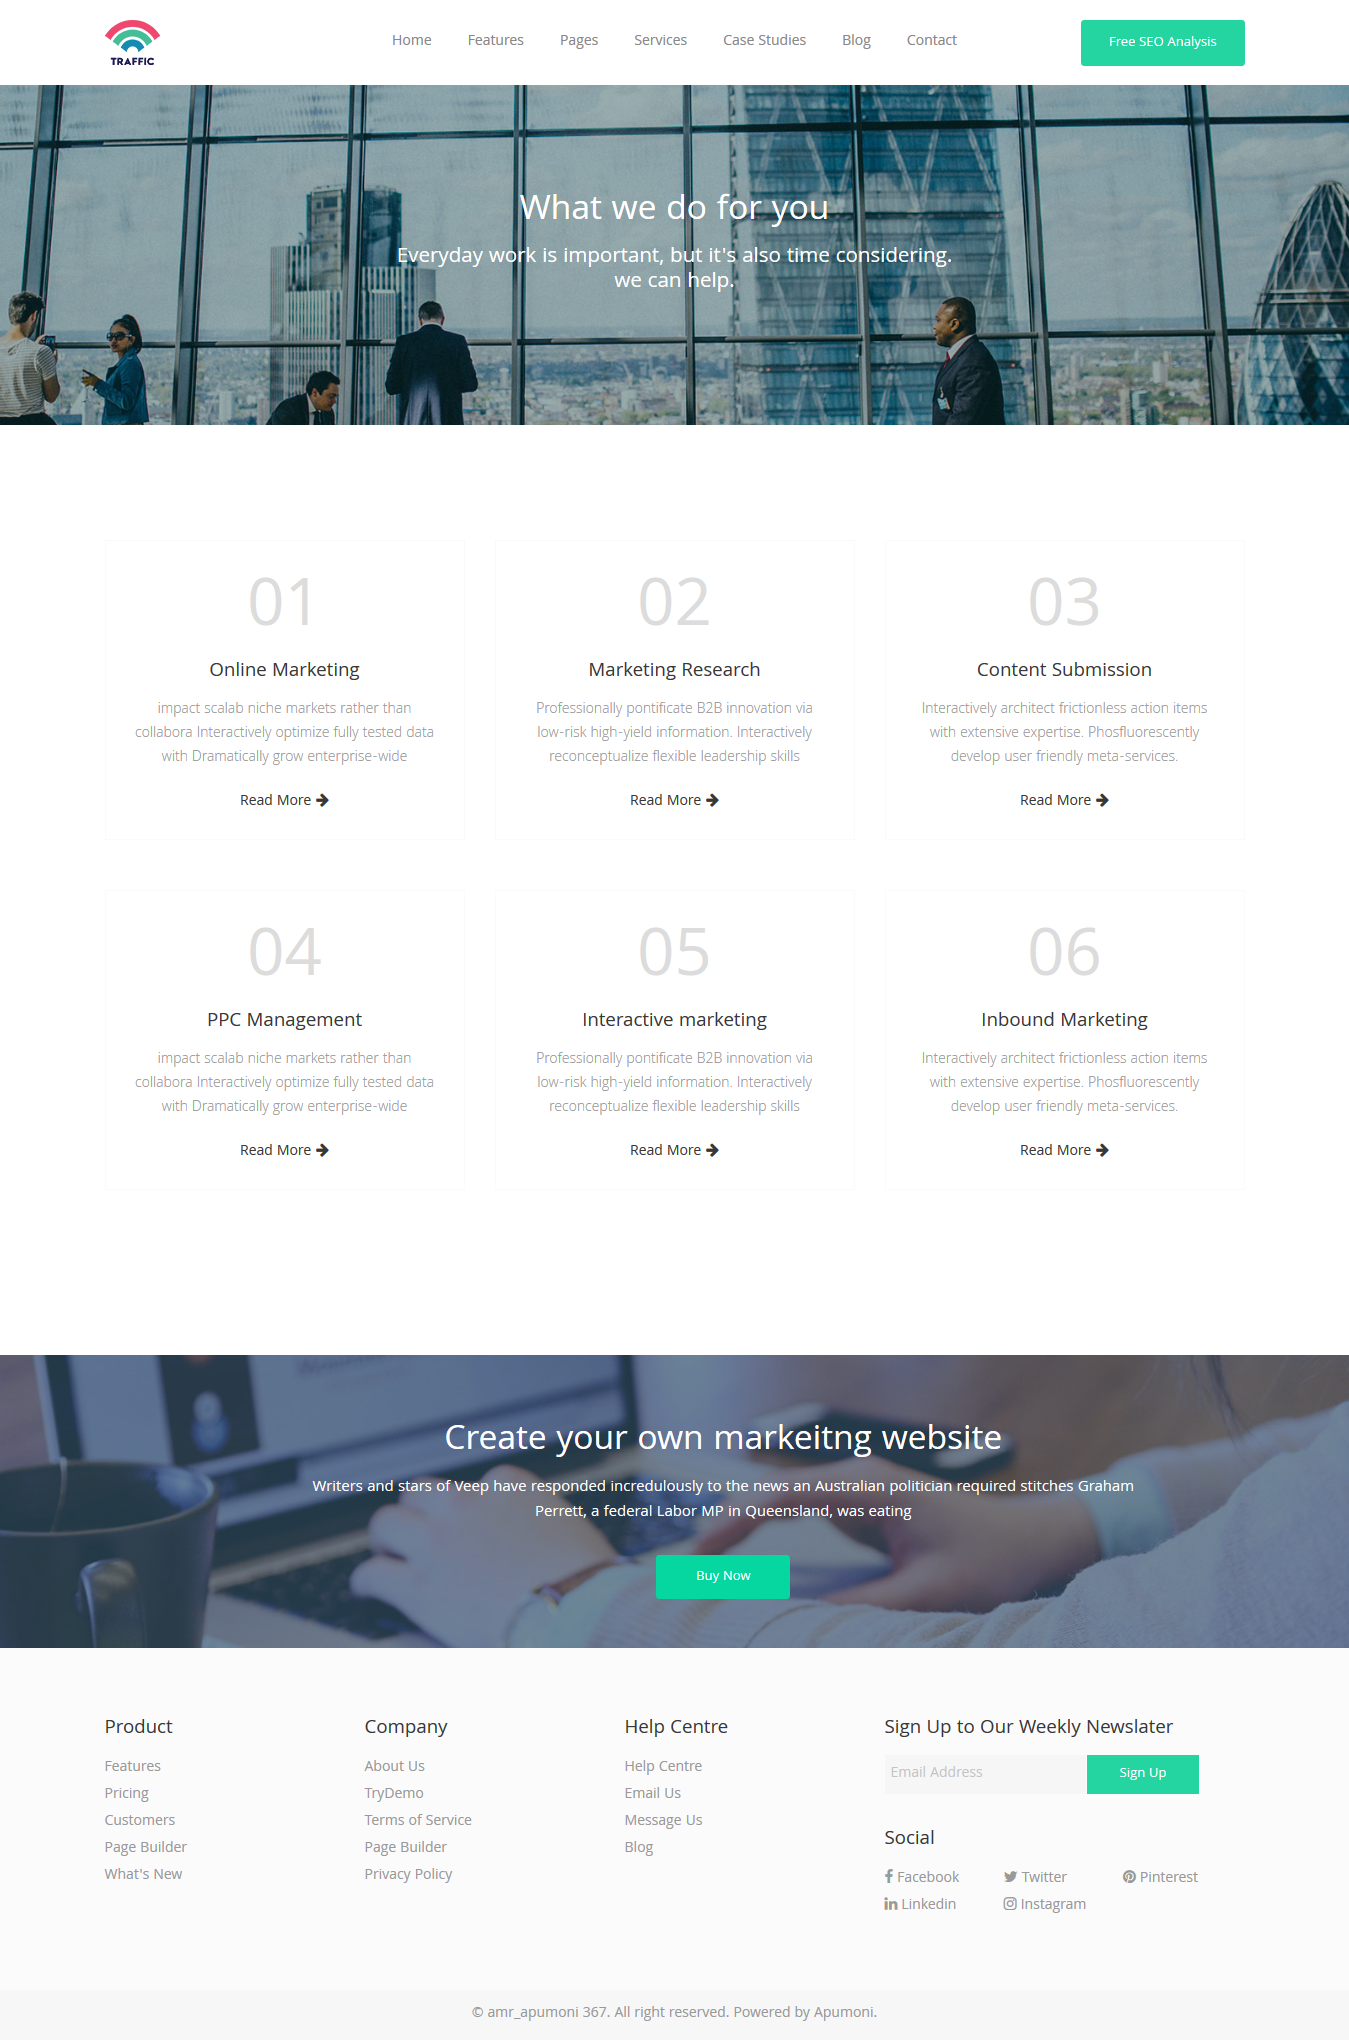 TRAFFIC
Home Features Pages Services Case Studies Blog Contact
Free SEO Analysis
What we do for you
Everyday work is important, but it's also time considering.
we can help.
01
Online Marketing
impact scalab niche markets rather than
collabora Interactively optimize fully tested data
with Dramatically grow enterprise-wide
Read More
02
Marketing Research
Professionally pontificate B2B innovation via
low-risk high-yield information. Interactively
reconceptualize flexible leadership skills
Read More
03
Content Submission
Interactively architect frictionless action items
with extensive expertise. Phosfluorescently
develop user friendly meta-services.
Read More
04
PPC Management
impact scalab niche markets rather than
collabora Interactively optimize fully tested data
with Dramatically grow enterprise-wide
Read More
05
Interactive marketing
Professionally pontificate B2B innovation via
low-risk high-yield information. Interactively
reconceptualize flexible leadership skills
Read More
06
Inbound Marketing
Interactively architect frictionless action items
with extensive expertise. Phosfluorescently
develop user friendly meta-services.
Read More
Create your own markeitng website
Writers and stars of Veep have responded incredulously to the news an Australian politician required stitches Graham
Perrett, a federal Labor MP in Queensland, was eating
Buy Now
Product
Features
Pricing
Customers
Page Builder
What's New
Company
About Us
TryDemo
Terms of Service
Page Builder
Privacy Policy
Help Centre
Help Centre
Email Us
Message Us
Blog
Sign Up to Our Weekly Newslater
Email Address
Sign Up
Social
Facebook Twitter Pinterest
Linkedin Instagram
© amr_apumoni 367. All right reserved. Powered by Apumoni.